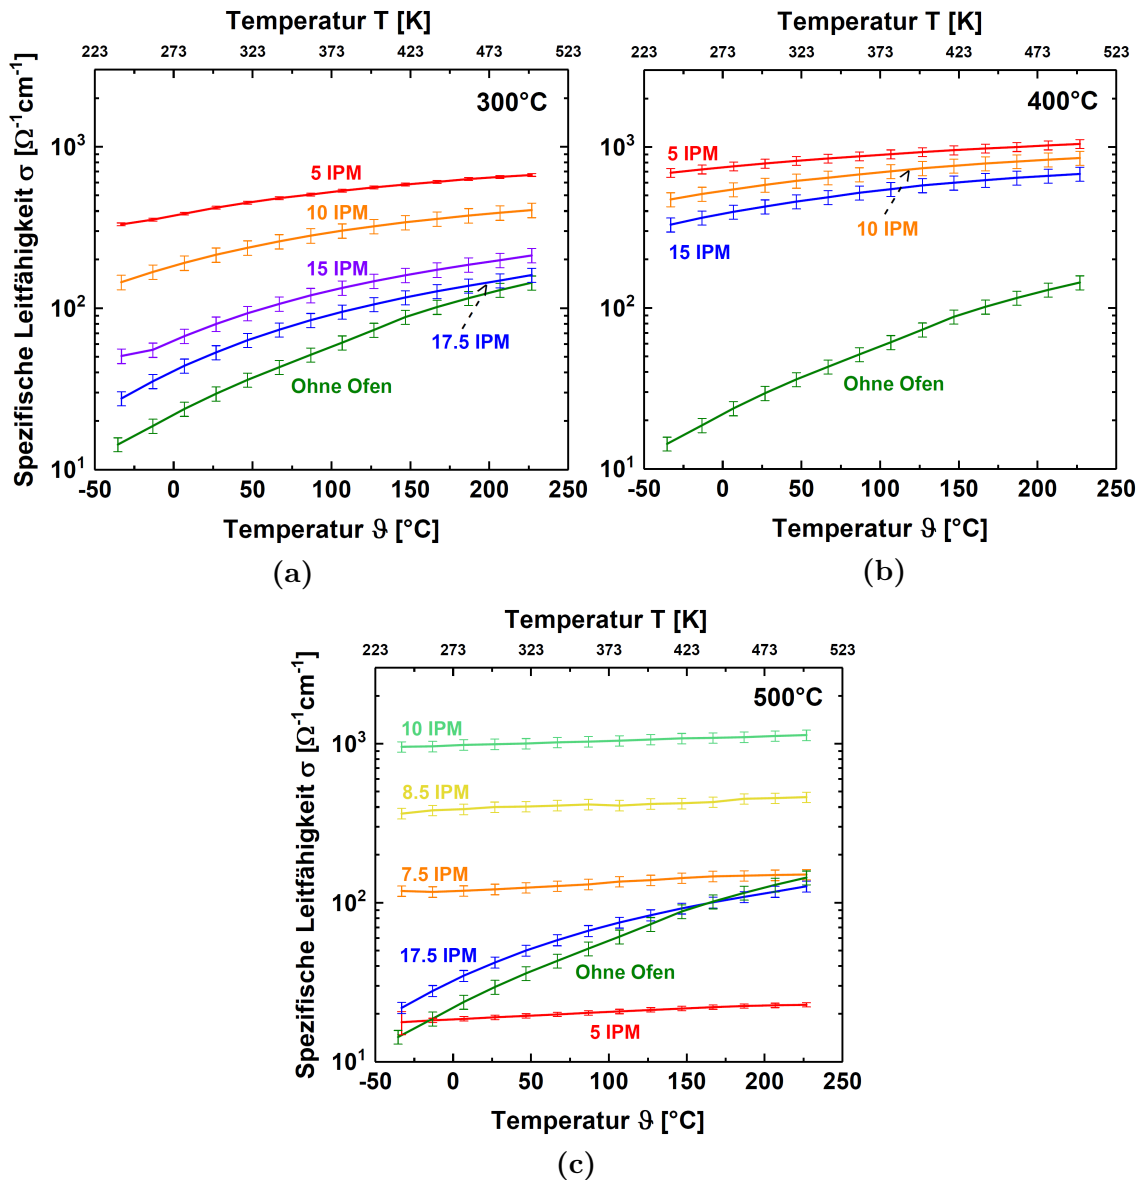 Temperatur T [K]
223 273 323 373 423 473 523
300°C
Spezifische Leitfähigkeit σ [Ω⁻¹cm⁻¹]
10³
10²
10¹
5 IPM
10 IPM
15 IPM
17.5 IPM
Ohne Ofen
-50 0 50 100 150 200 250
Temperatur ϑ [°C]
(a)
Temperatur T [K]
223 273 323 373 423 473 523
400°C
10³
10²
10¹
5 IPM
10 IPM
15 IPM
Ohne Ofen
-50 0 50 100 150 200 250
Temperatur ϑ [°C]
(b)
Temperatur T [K]
223 273 323 373 423 473 523
500°C
Spezifische Leitfähigkeit σ [Ω⁻¹cm⁻¹]
10³
10²
10¹
10 IPM
8.5 IPM
7.5 IPM
17.5 IPM
Ohne Ofen
5 IPM
-50 0 50 100 150 200 250
Temperatur ϑ [°C]
(c)